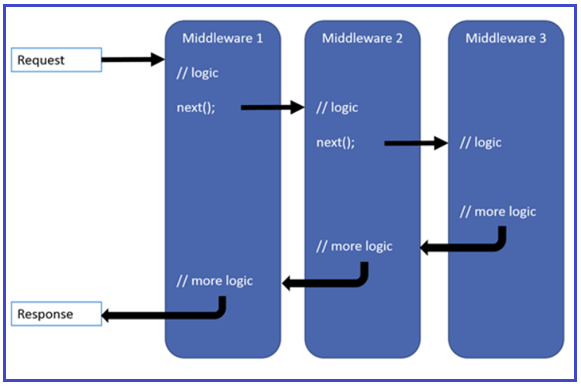 Middleware 1
Middleware 2
Middleware 3
Request
// logic
next();
// logic
next();
// logic
// more logic
// more logic
// more logic
Response